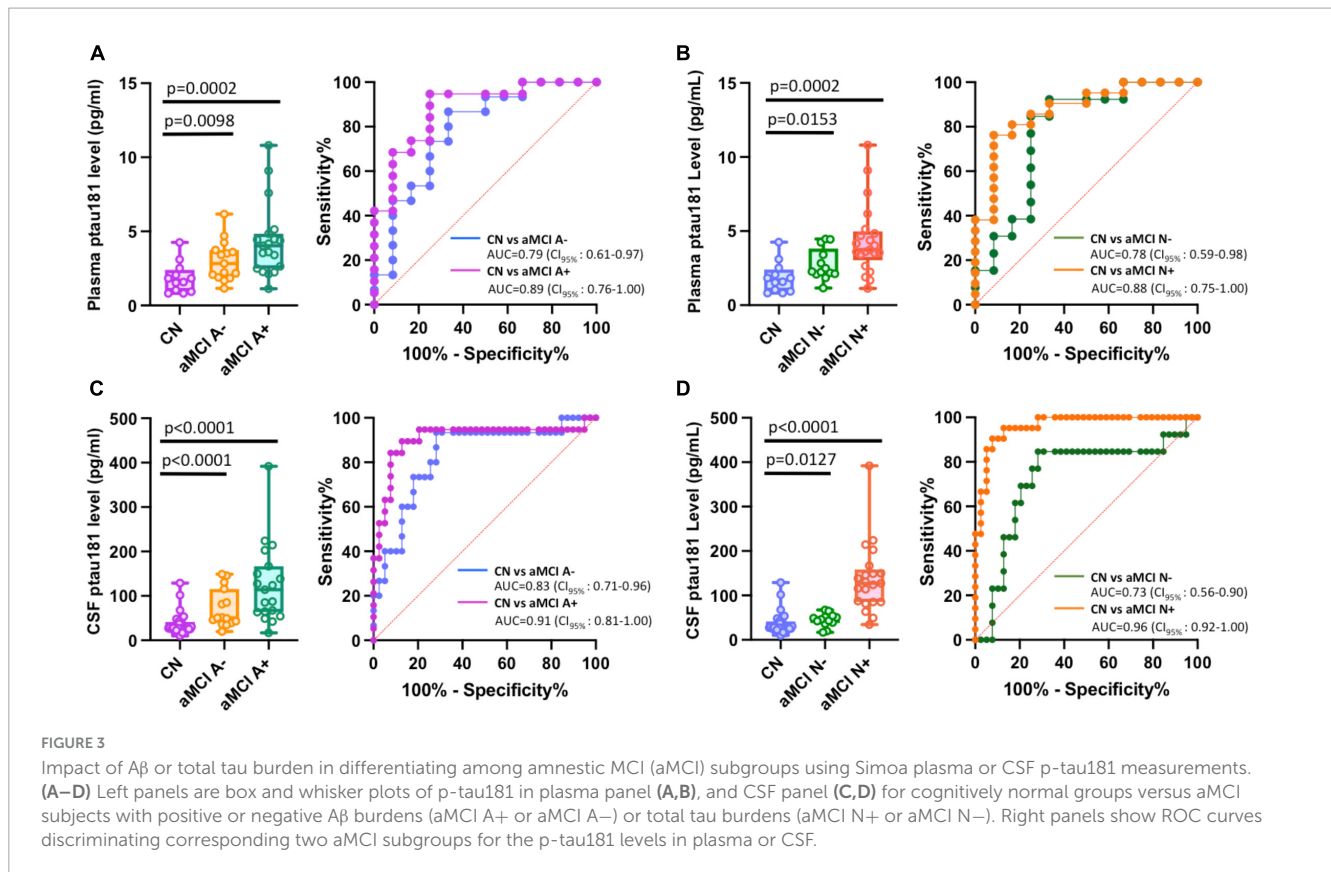 A
Plasma ptau181 level (pg/ml)
15
10
5
0
p=0.0002
p=0.0098
CN
aMCI A-
aMCI A+
Sensitivity%
100
80
60
40
20
0
CN vs aMCI A-
AUC=0.79 (CI95% : 0.61-0.97)
CN vs aMCI A+
AUC=0.89 (CI95% : 0.76-1.00)
0 20 40 60 80 100
100% - Specificity%
B
Plasma ptau181 Level (pg/mL)
15
10
5
0
p=0.0002
p=0.0153
CN
aMCI N-
aMCI N+
Sensitivity%
100
80
60
40
20
0
CN vs aMCI N-
AUC=0.78 (CI95% : 0.59-0.98)
CN vs aMCI N+
AUC=0.88 (CI95% : 0.75-1.00)
0 20 40 60 80 100
100% - Specificity%
C
CSF ptau181 level (pg/ml)
500
400
300
200
100
0
p<0.0001
p<0.0001
CN
aMCI A-
aMCI A+
Sensitivity%
100
80
60
40
20
0
CN vs aMCI A-
AUC=0.83 (CI95% : 0.71-0.96)
CN vs aMCI A+
AUC=0.91 (CI95% : 0.81-1.00)
0 20 40 60 80 100
100% - Specificity%
D
CSF ptau181 Level (pg/mL)
500
400
300
200
100
0
p<0.0001
p=0.0127
CN
aMCI N-
aMCI N+
Sensitivity%
100
80
60
40
20
0
CN vs aMCI N-
AUC=0.73 (CI95% : 0.56-0.90)
CN vs aMCI N+
AUC=0.96 (CI95% : 0.92-1.00)
0 20 40 60 80 100
100% - Specificity%
FIGURE 3
Impact of Aβ or total tau burden in differentiating among amnestic MCI (aMCI) subgroups using Simoa plasma or CSF p-tau181 measurements.
(A–D) Left panels are box and whisker plots of p-tau181 in plasma panel (A,B), and CSF panel (C,D) for cognitively normal groups versus aMCI
subjects with positive or negative Aβ burdens (aMCI A+ or aMCI A−) or total tau burdens (aMCI N+ or aMCI N−). Right panels show ROC curves
discriminating corresponding two aMCI subgroups for the p-tau181 levels in plasma or CSF.